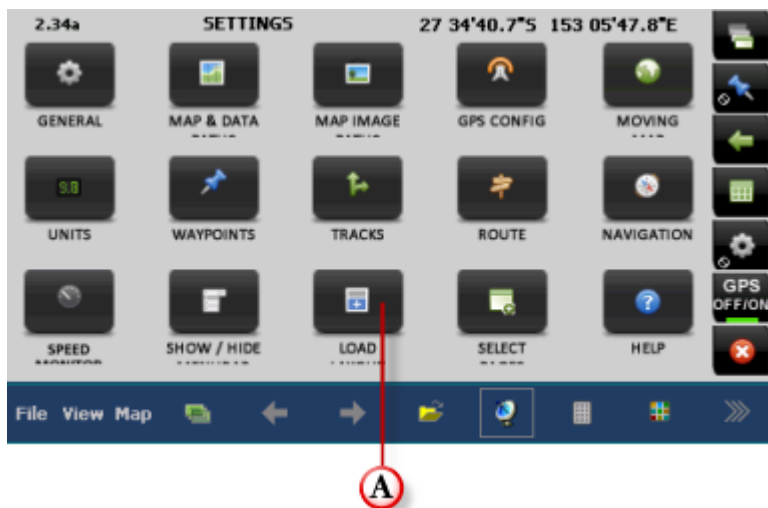 2.34a SETTINGS 27 34'40.7"S 153 05'47.8"E
GENERAL MAP & DATA MAP IMAGE GPS CONFIG MOVING
9.8
UNITS WAYPOINTS TRACKS ROUTE NAVIGATION
GPS
OFF/ON
SPEED SHOW / HIDE LOAD SELECT HELP
File View Map
A